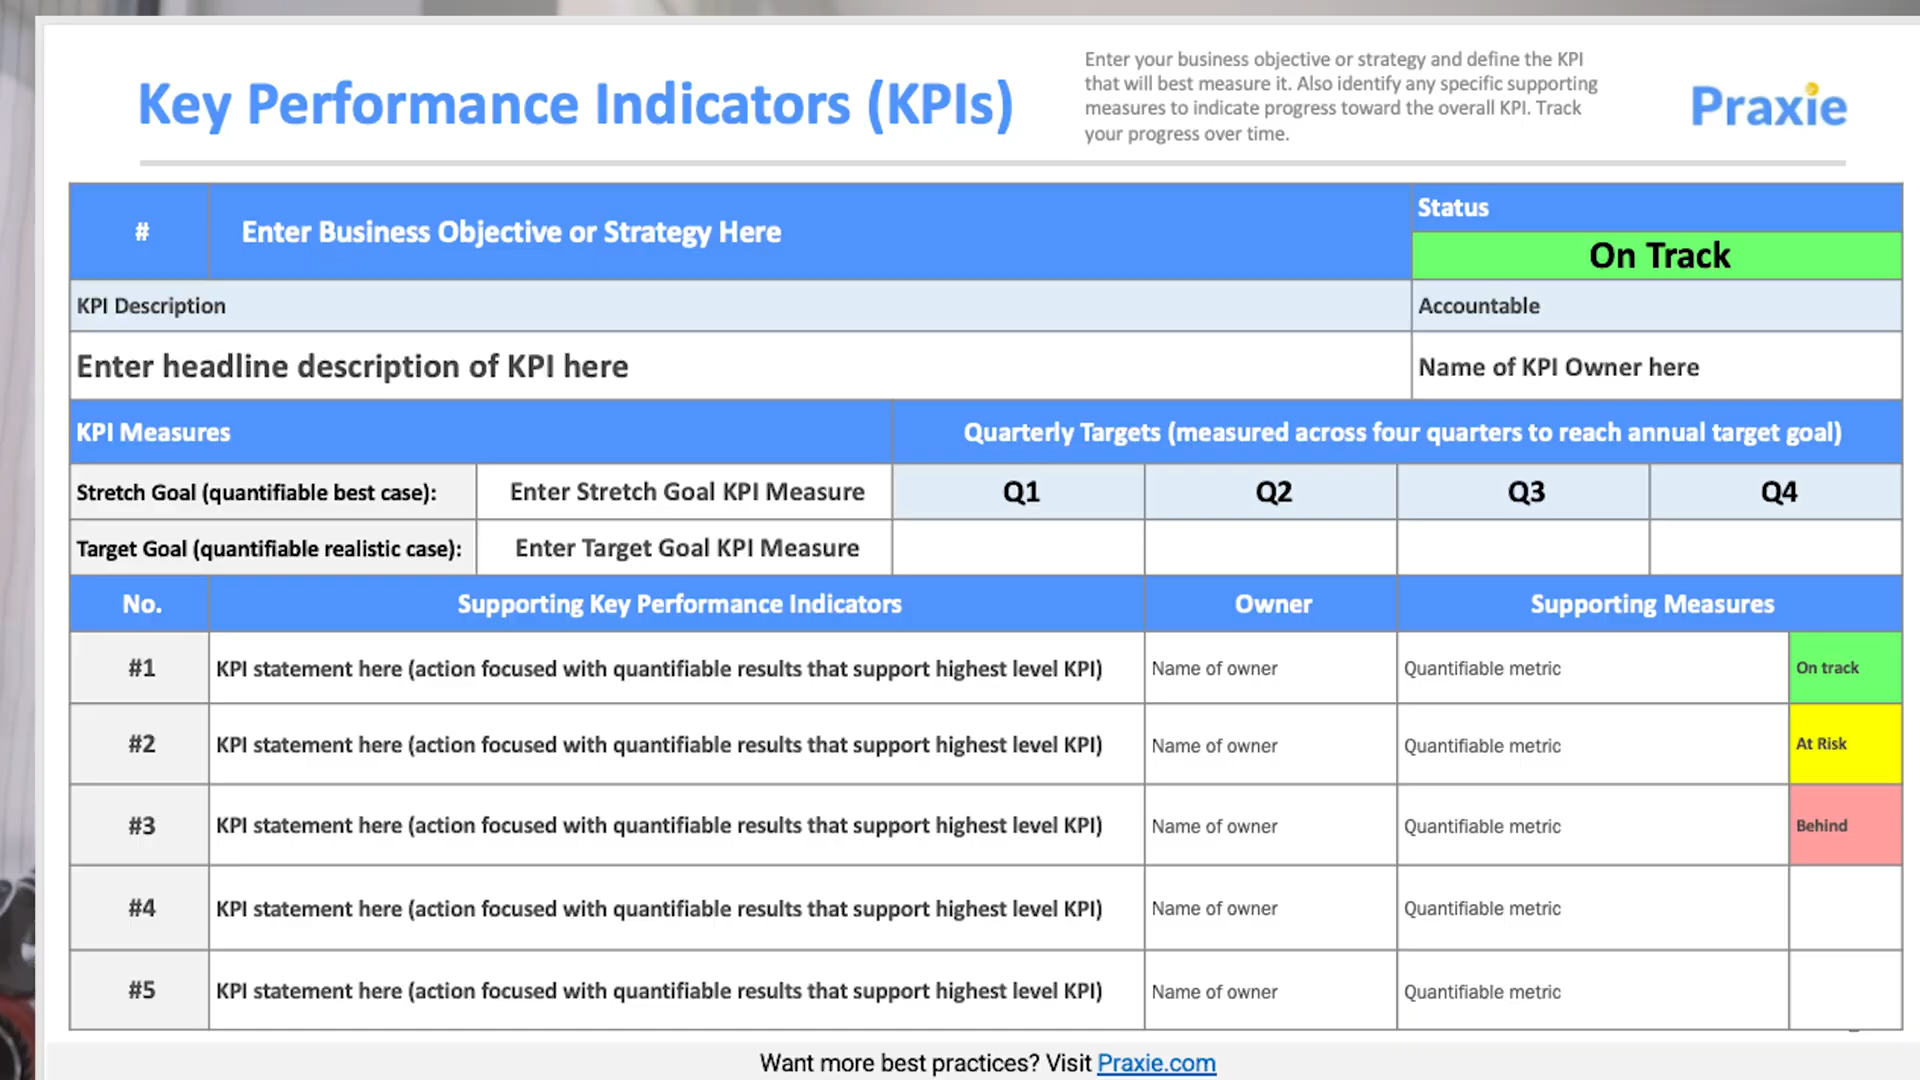 Key Performance Indicators (KPIs)
Enter your business objective or strategy and define the KPI
that will best measure it. Also identify any specific supporting
measures to indicate progress toward the overall KPI. Track
your progress over time.
Praxie
# Enter Business Objective or Strategy Here Status
On Track
KPI Description Accountable
Enter headline description of KPI here Name of KPI Owner here
KPI Measures Quarterly Targets (measured across four quarters to reach annual target goal)
Stretch Goal (quantifiable best case): Enter Stretch Goal KPI Measure Q1 Q2 Q3 Q4
Target Goal (quantifiable realistic case): Enter Target Goal KPI Measure
No. Supporting Key Performance Indicators Owner Supporting Measures
#1 KPI statement here (action focused with quantifiable results that support highest level KPI) Name of owner Quantifiable metric On track
#2 KPI statement here (action focused with quantifiable results that support highest level KPI) Name of owner Quantifiable metric At Risk
#3 KPI statement here (action focused with quantifiable results that support highest level KPI) Name of owner Quantifiable metric Behind
#4 KPI statement here (action focused with quantifiable results that support highest level KPI) Name of owner Quantifiable metric
#5 KPI statement here (action focused with quantifiable results that support highest level KPI) Name of owner Quantifiable metric
Want more best practices? Visit Praxie.com